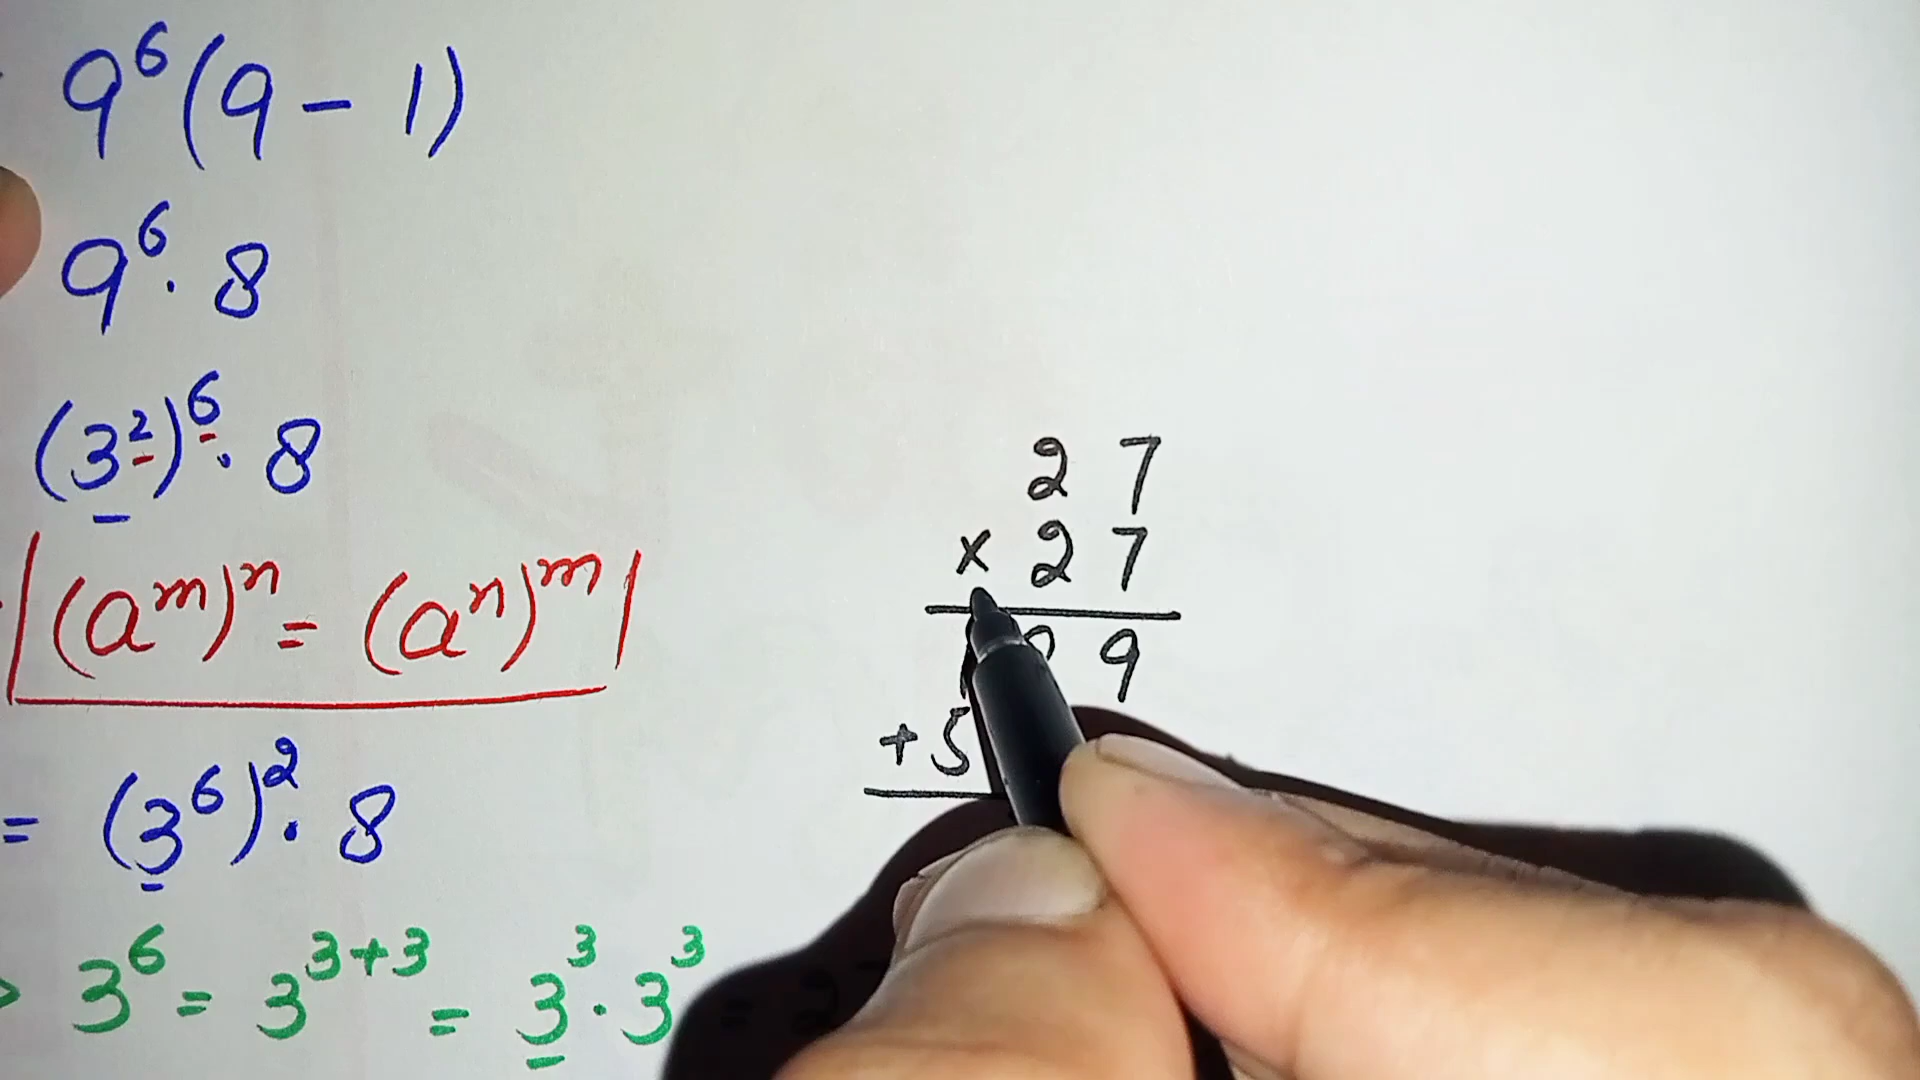 9⁶(9 - 1)
9⁶ · 8
(3²)⁶ · 8
(aᵐ)ⁿ = (aⁿ)ᵐ
= (3⁶)² · 8
3⁶ = 3³⁺³ = 3³ · 3³
27
× 27
9
+ 5